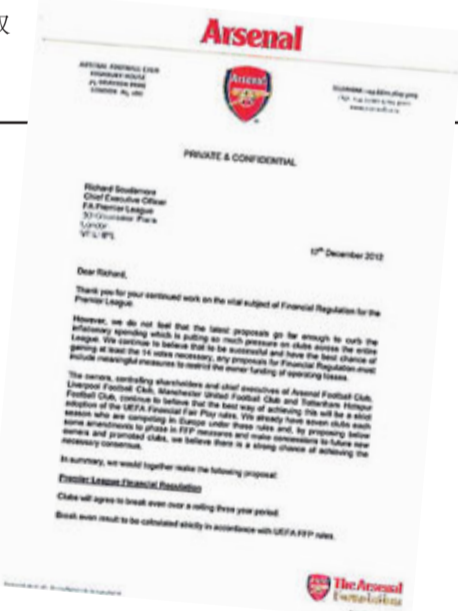 Arsenal
ARSENAL FOOTBALL CLUB
HIGHBURY HOUSE
75 DRAYTON PARK
LONDON
Arsenal
PRIVATE & CONFIDENTIAL
Richard Scudamore
Chief Executive Officer
FA Premier League
30 Gloucester Place
London
17th December 2012
Dear Richard,
Thank you for your continued work on the vital subject of Financial Regulation for the
Premier League.
However, we do not feel that the latest proposals go far enough to curb the
inflationary spending which is putting so much pressure on clubs across the entire
League. We continue to believe that to be successful and have the best chance of
gaining at least the 14 votes necessary, any proposals for Financial Regulation must
include meaningful measures to restrict the owner funding of operating losses.
The owners, controlling shareholders and chief executives of Arsenal Football Club,
Liverpool Football Club, Manchester United Football Club and Tottenham Hotspur
Football Club, continue to believe that the best way of achieving this will be a strict
adoption of the UEFA Financial Fair Play rules. We already have seven clubs each
season who are competing in Europe under these rules and, by proposing below
some amendments to phase in FFP measures and make concessions to future new
owners and promoted clubs, we believe there is a strong chance of achieving the
necessary consensus.
In summary, we would together make the following proposal:
Premier League Financial Regulation
Clubs will agree to break even over a rolling three year period.
Break even result to be calculated strictly in accordance with UEFA FFP rules.
The Arsenal
Foundation